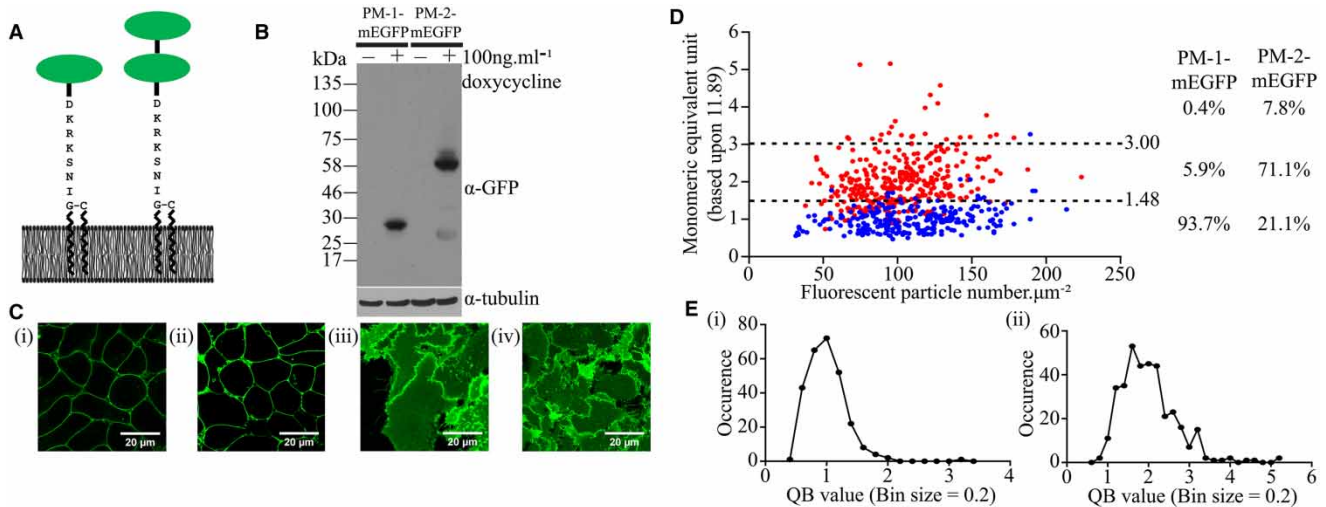 A
D
K
R
K
S
N
I
G–C
D
K
R
K
S
N
I
G–C
B
PM-1-
mEGFP
PM-2-
mEGFP
kDa
– + – + 100ng.ml⁻¹
doxycycline
135
100
75
58
46
30
25
17
α-GFP
α-tubulin
C
(i)
20 µm
(ii)
20 µm
(iii)
20 µm
(iv)
20 µm
D
Monomeric equivalent unit
(based upon 11.89)
6
5
4
3
2
1
0
0 50 100 150 200 250
Fluorescent particle number.µm⁻²
3.00
1.48
PM-1-
mEGFP
PM-2-
mEGFP
0.4% 7.8%
5.9% 71.1%
93.7% 21.1%
E
(i)
Occurence
80
60
40
20
0
0 1 2 3 4
QB value (Bin size = 0.2)
(ii)
Occurence
60
40
20
0
0 1 2 3 4 5 6
QB value (Bin size = 0.2)